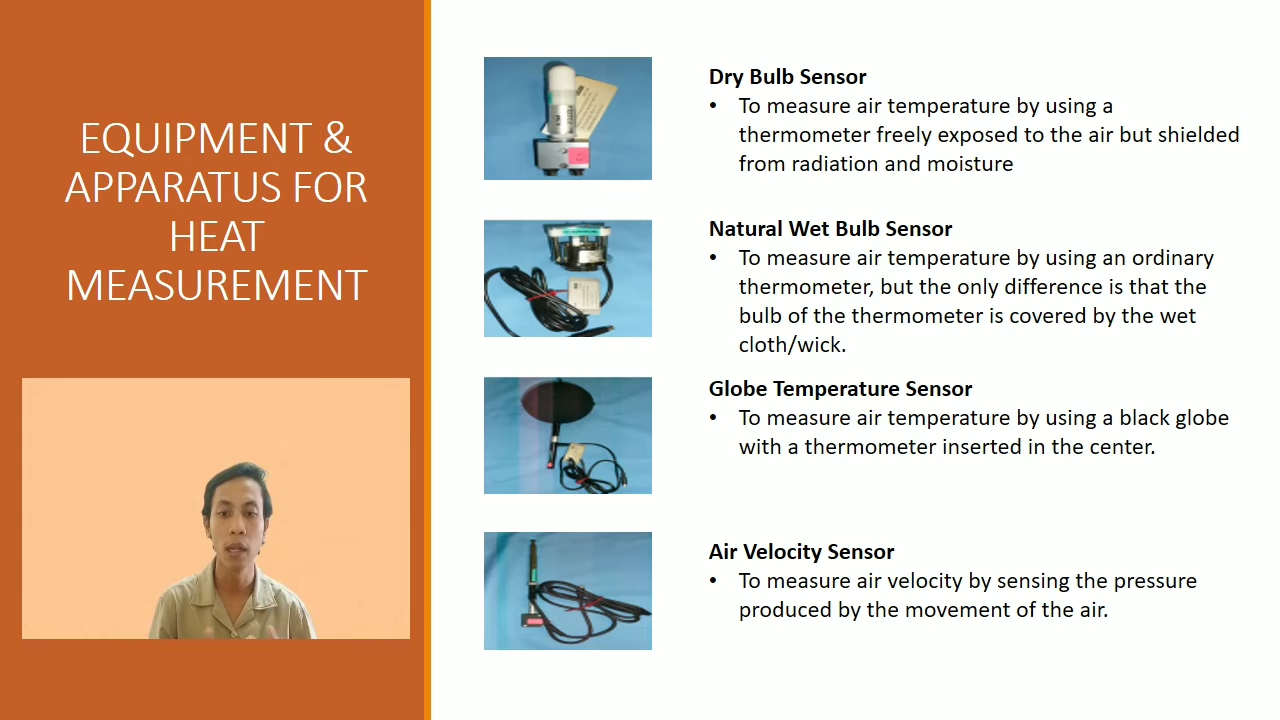 EQUIPMENT &
APPARATUS FOR
HEAT
MEASUREMENT
Dry Bulb Sensor
• To measure air temperature by using a
thermometer freely exposed to the air but shielded
from radiation and moisture
Natural Wet Bulb Sensor
• To measure air temperature by using an ordinary
thermometer, but the only difference is that the
bulb of the thermometer is covered by the wet
cloth/wick.
Globe Temperature Sensor
• To measure air temperature by using a black globe
with a thermometer inserted in the center.
Air Velocity Sensor
• To measure air velocity by sensing the pressure
produced by the movement of the air.